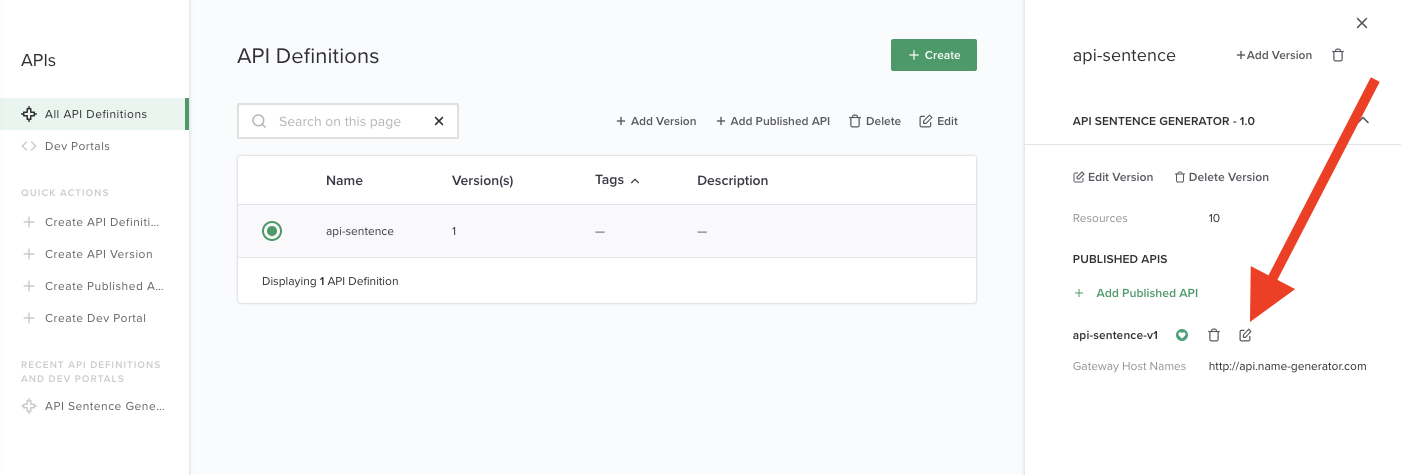 APIs
All API Definitions
Dev Portals
QUICK ACTIONS
Create API Definiti...
Create API Version
Create Published A...
Create Dev Portal
RECENT API DEFINITIONS
AND DEV PORTALS
API Sentence Gene...
API Definitions
+ Create
Search on this page
+ Add Version + Add Published API Delete Edit
Name Version(s) Tags Description
api-sentence 1 — —
Displaying 1 API Definition
api-sentence +Add Version
API SENTENCE GENERATOR - 1.0
Edit Version Delete Version
Resources 10
PUBLISHED APIS
+ Add Published API
api-sentence-v1
Gateway Host Names http://api.name-generator.com